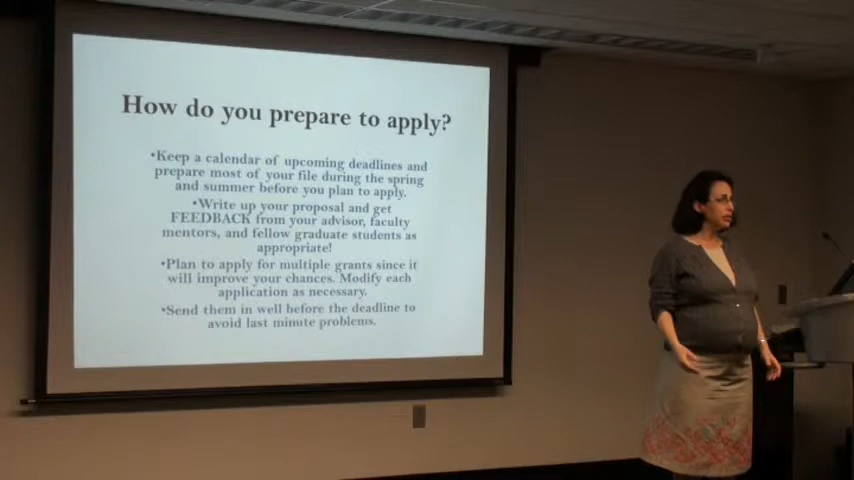 How do you prepare to apply?
•Keep a calendar of upcoming deadlines and
prepare most of your file during the spring
and summer before you plan to apply.
•Write up your proposal and get
FEEDBACK from your advisor, faculty
mentors, and fellow graduate students as
appropriate!
•Plan to apply for multiple grants since it
will improve your chances. Modify each
application as necessary.
•Send them in well before the deadline to
avoid last minute problems.